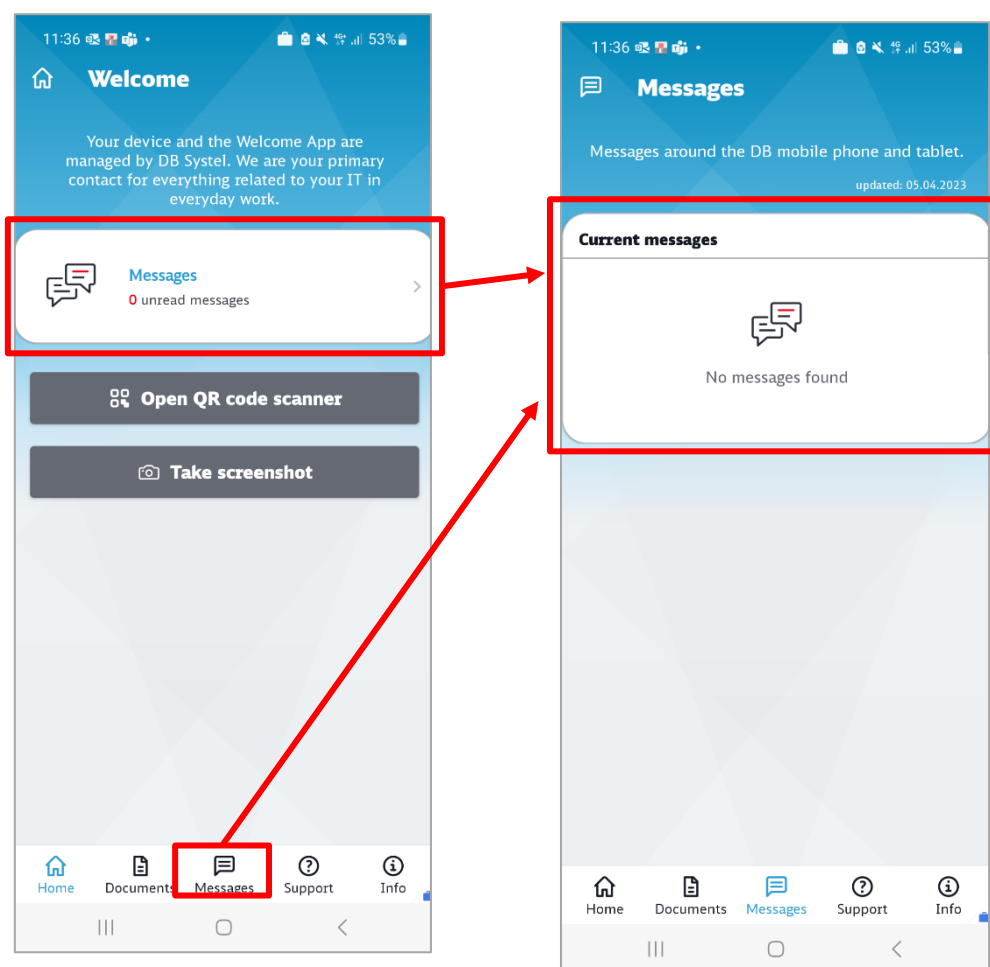 11:36
53%
Welcome
Your device and the Welcome App are
managed by DB Systel. We are your primary
contact for everything related to your IT in
everyday work.
Messages
0 unread messages
Open QR code scanner
Take screenshot
Home
Documents
Messages
Support
Info
11:36
4G
53%
Messages
Messages around the DB mobile phone and tablet.
updated: 05.04.2023
Current messages
No messages found
Home
Documents
Messages
Support
Info